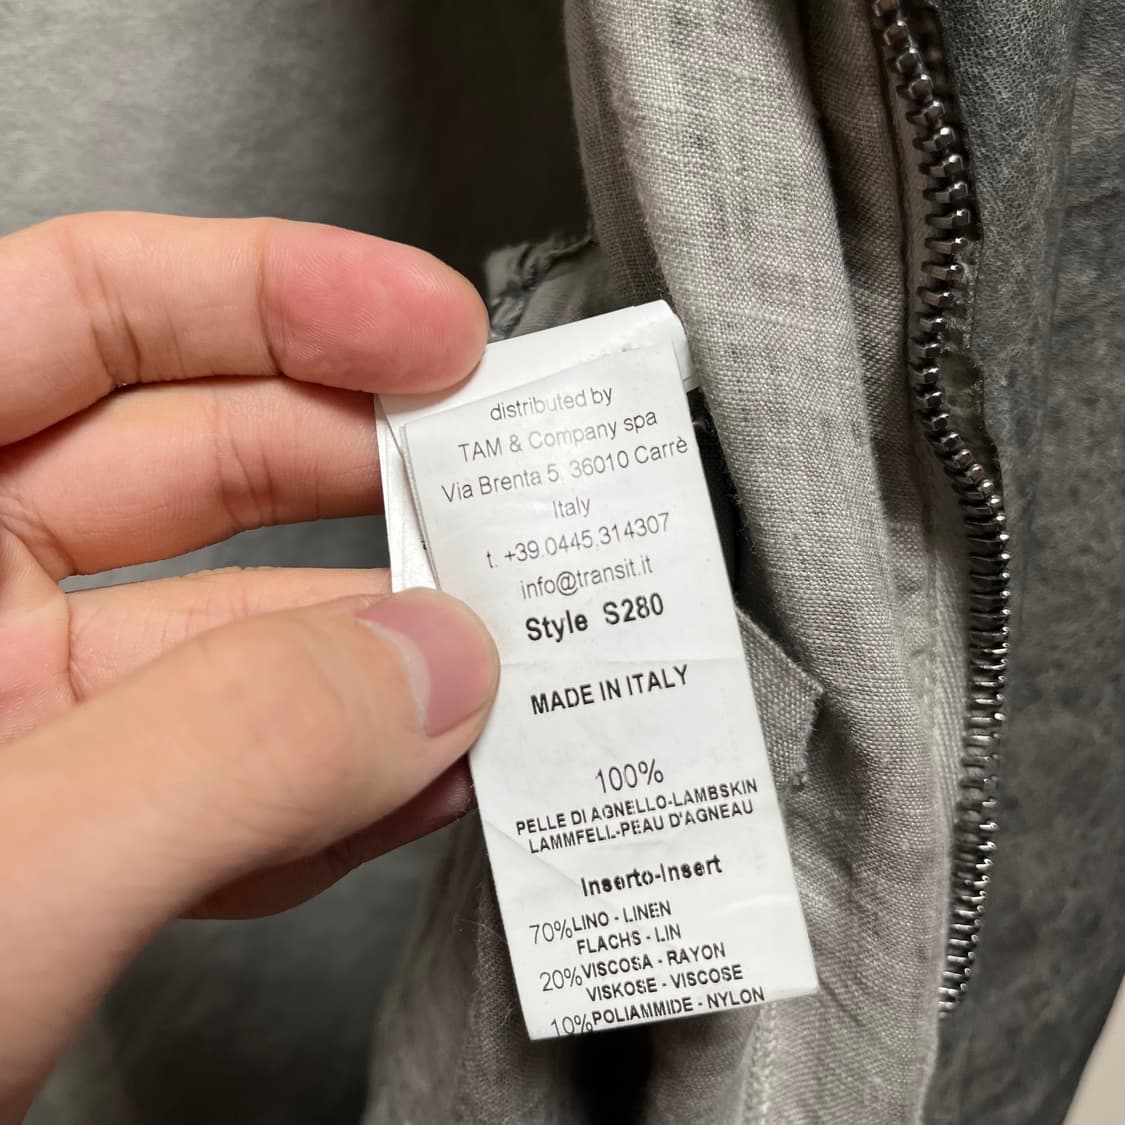 distributed by
TAM & Company spa
Via Brenta 5, 36010 Carrè
Italy
t. +39.0445.314307
info@transit.it
Style S280
MADE IN ITALY
100%
PELLE DI AGNELLO-LAMBSKIN
LAMMFELL-PEAU D'AGNEAU
Inserto-Insert
70%LINO - LINEN
FLACHS - LIN
20%VISCOSA - RAYON
VISKOSE - VISCOSE
10%POLIAMMIDE - NYLON